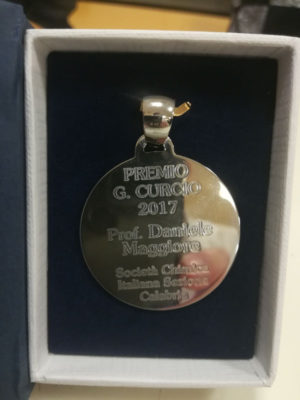 PREMIO
G. CURCIO
2017
Prof. Daniele
Maggiore
Società Chimica
Italiana Sezione
Calabria